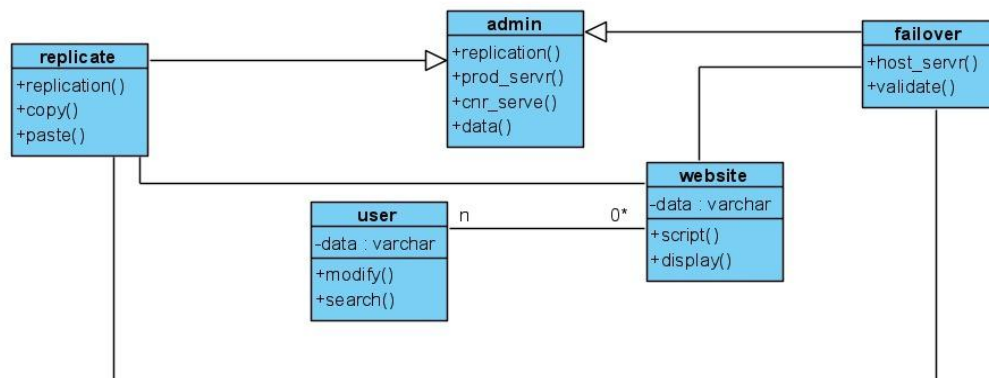 admin
+replication()
+prod_servr()
+cnr_serve()
+data()
replicate
+replication()
+copy()
+paste()
failover
+host_servr()
+validate()
website
-data : varchar
+script()
+display()
user
-data : varchar
+modify()
+search()
n
0*